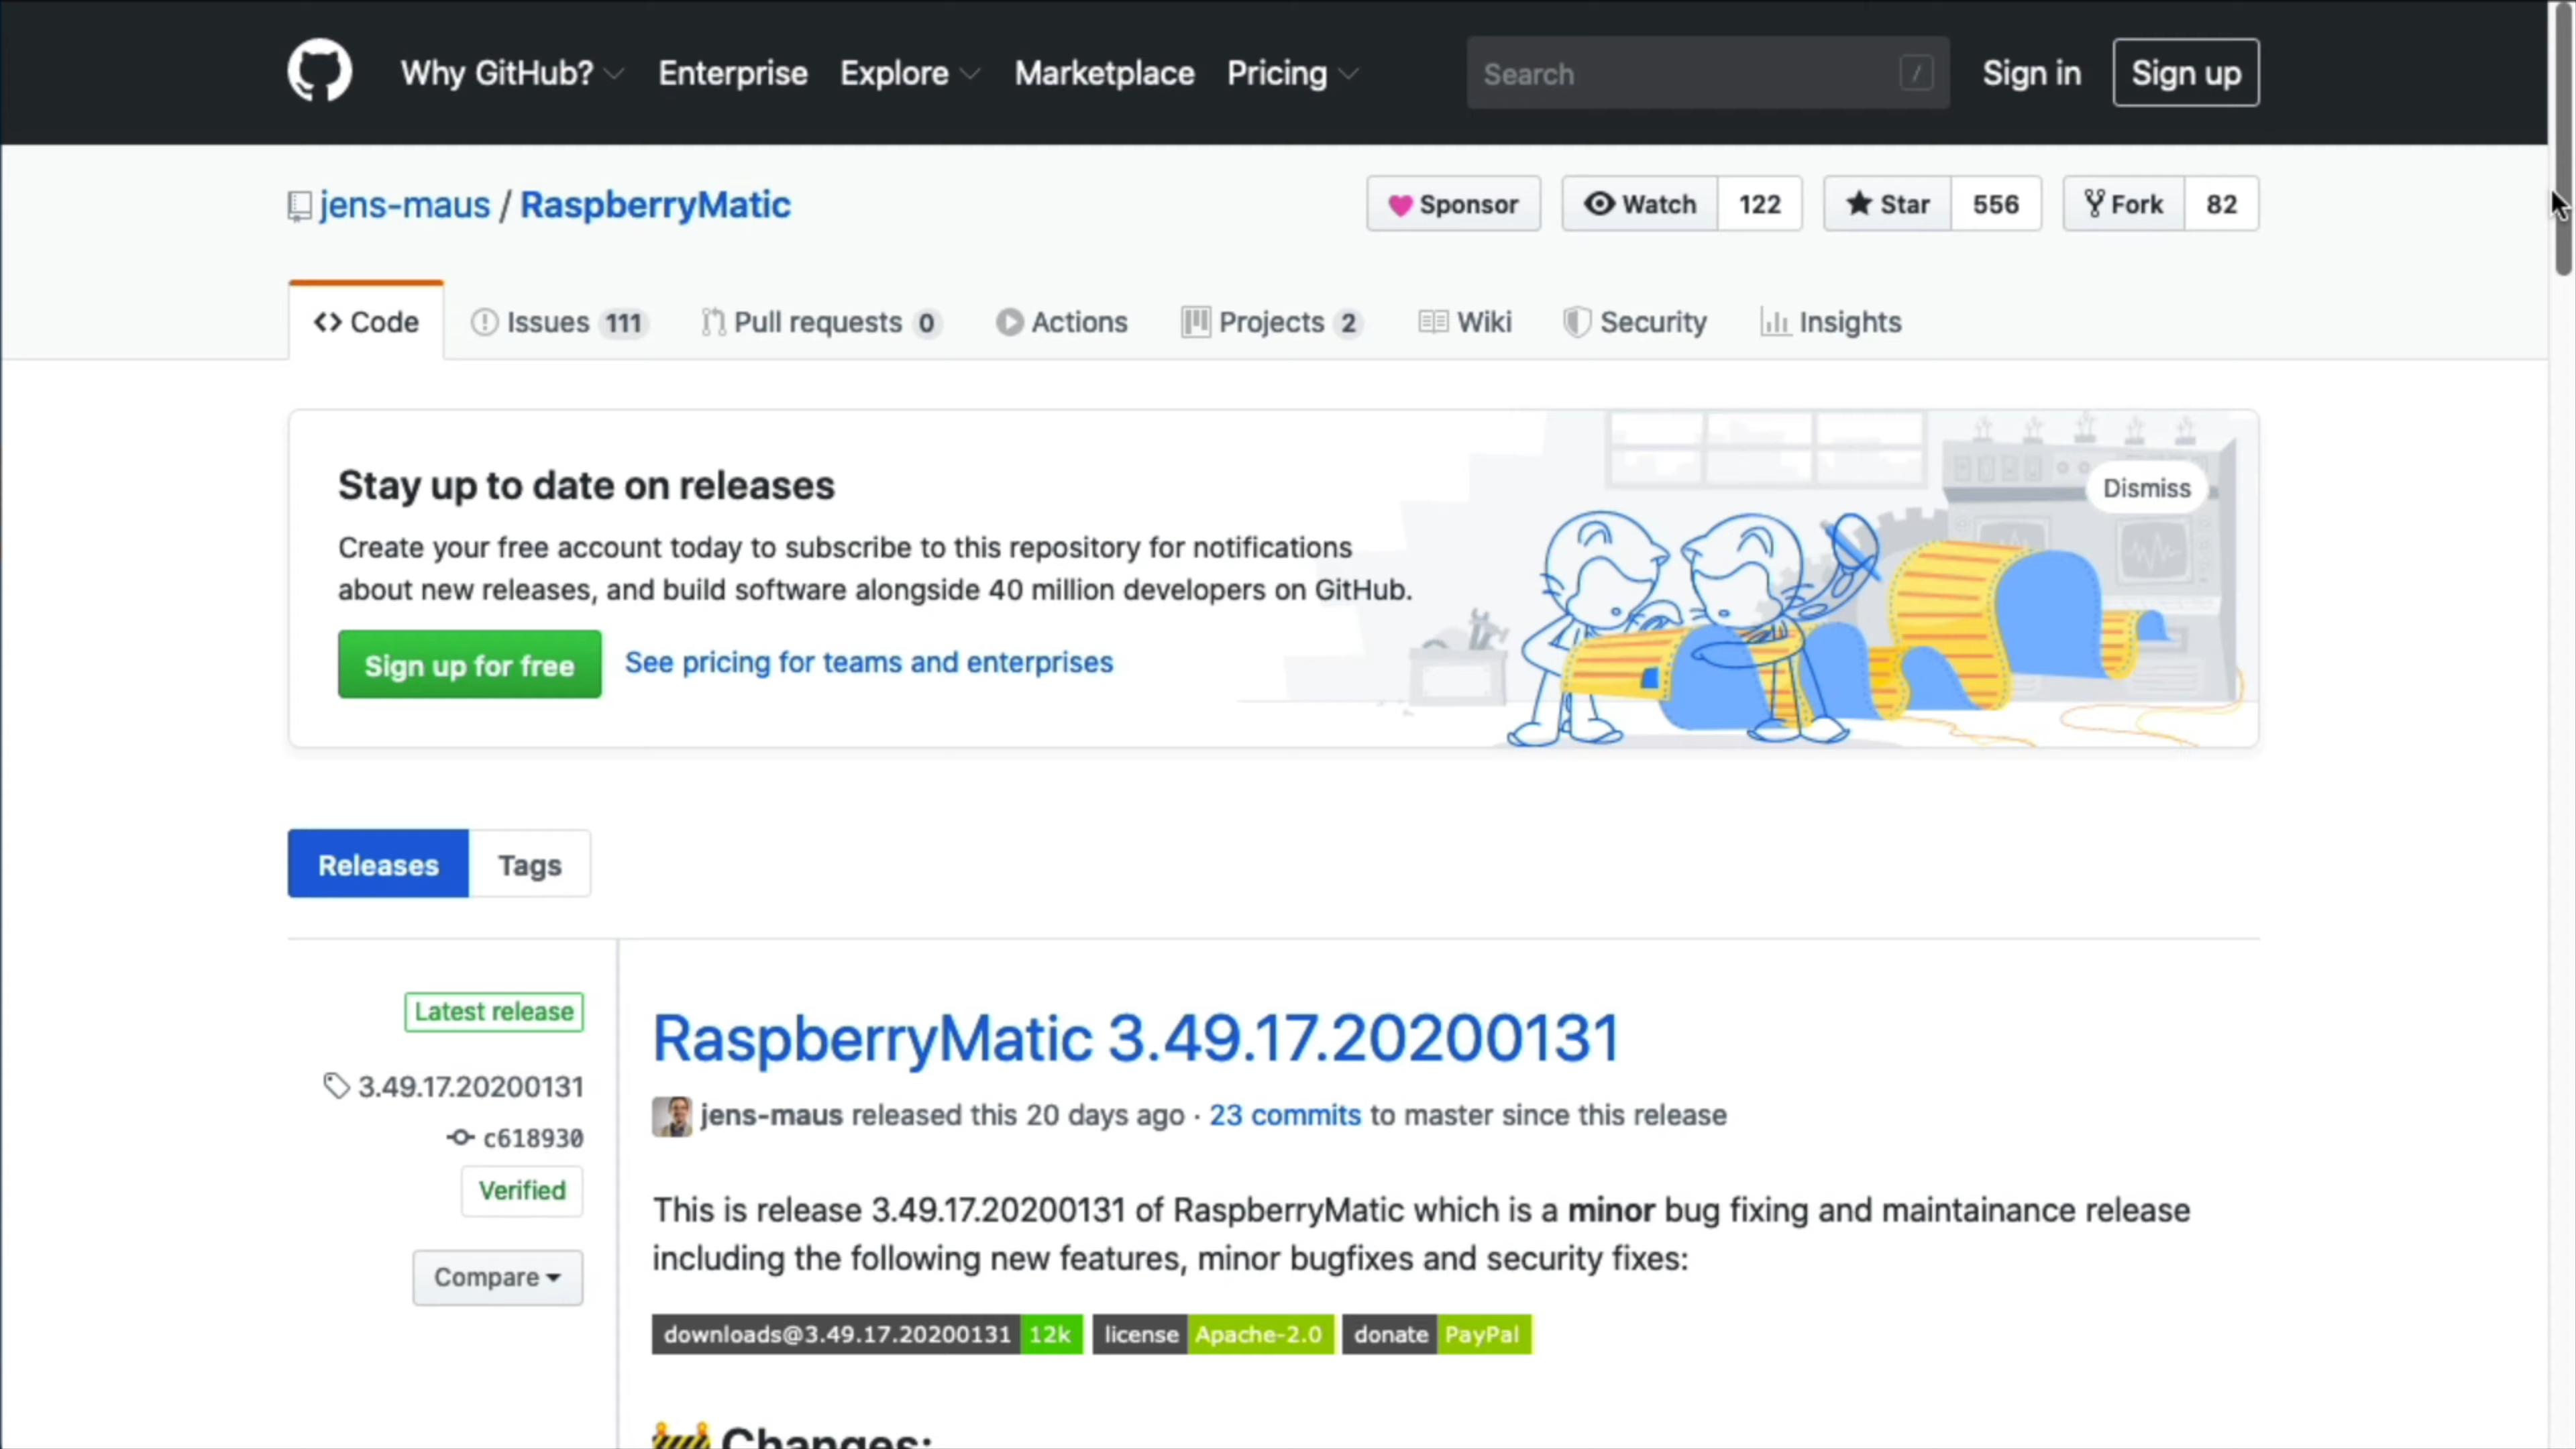 Why GitHub? Enterprise Explore Marketplace Pricing Search / Sign in Sign up
jens-maus / RaspberryMatic Sponsor Watch 122 Star 556 Fork 82
Code Issues 111 Pull requests 0 Actions Projects 2 Wiki Security Insights
Stay up to date on releases
Dismiss
Create your free account today to subscribe to this repository for notifications
about new releases, and build software alongside 40 million developers on GitHub.
Sign up for free See pricing for teams and enterprises
Releases Tags
Latest release
3.49.17.20200131
c618930
Verified
Compare
RaspberryMatic 3.49.17.20200131
jens-maus released this 20 days ago · 23 commits to master since this release
This is release 3.49.17.20200131 of RaspberryMatic which is a minor bug fixing and maintainance release
including the following new features, minor bugfixes and security fixes:
downloads@3.49.17.20200131 12k license Apache-2.0 donate PayPal
Changes: